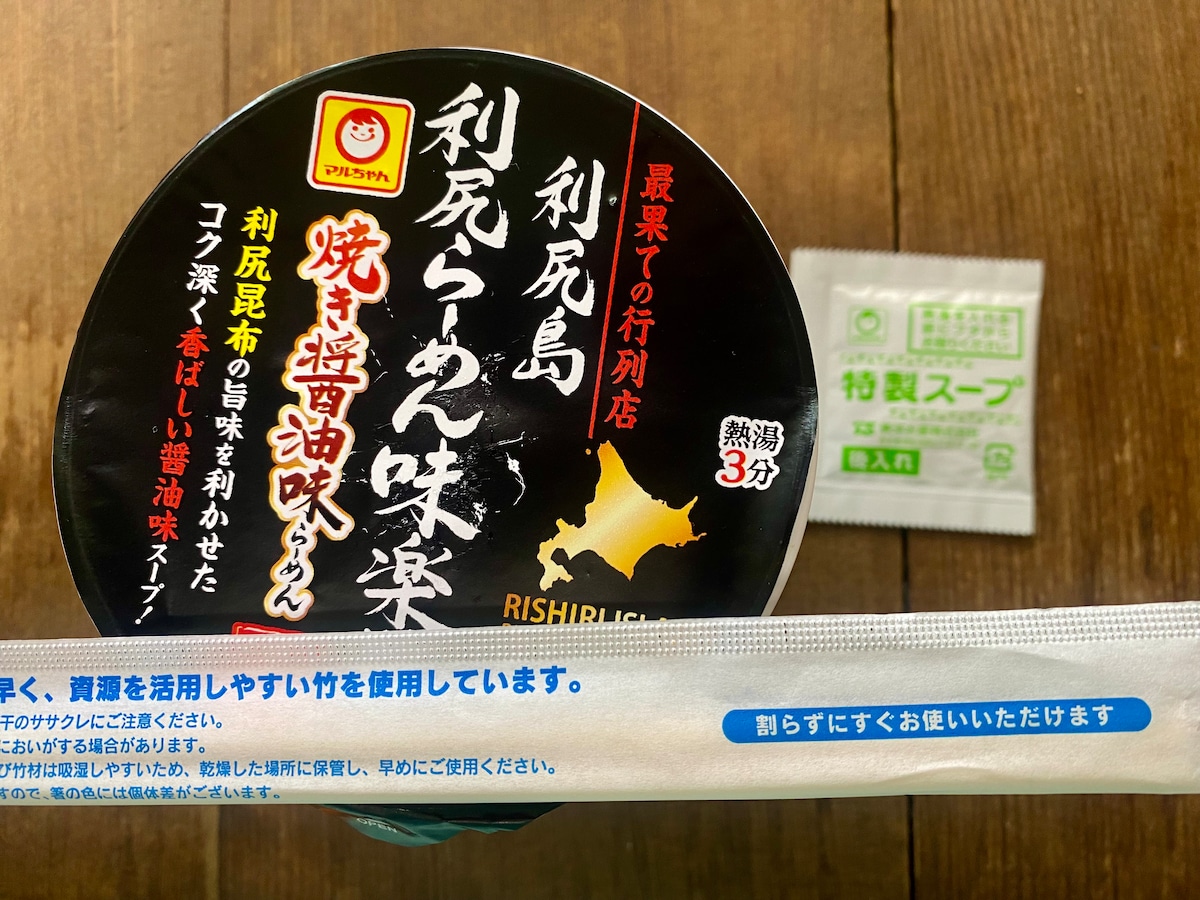 マルちゃん
最果ての行列店
利尻島
利尻らーめん味楽
焼き醤油味らーめん
利尻昆布の旨味を利かせた
コク深く香ばしい醤油味スープ!
熱湯
3分
RISHIRI ISLA
特製スープ
後入れ
早く、資源を活用しやすい竹を使用しています。
干のササクレにご注意ください。
においがする場合があります。
び竹材は吸湿しやすいため、乾燥した場所に保管し、早めにご使用ください。
すので、箸の色には個体差がございます。
割らずにすぐお使いいただけます
OPEN